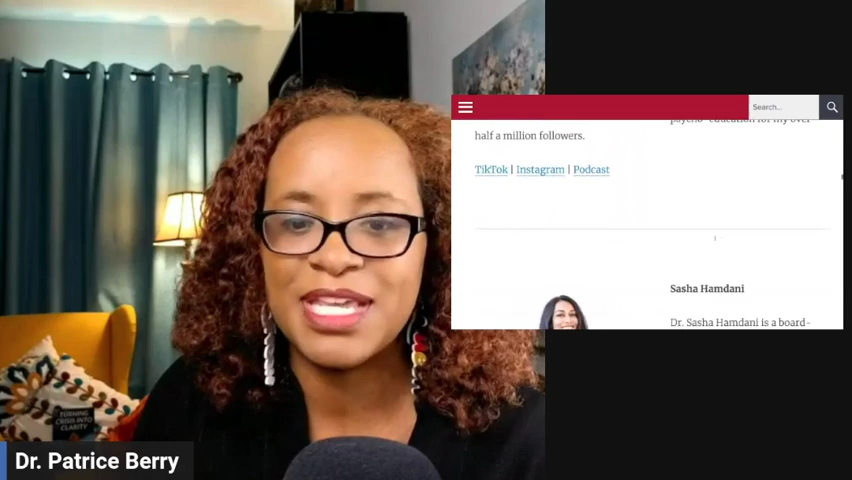 Search...
psycho-education for my over
half a million followers.
TikTok | Instagram | Podcast
Sasha Hamdani
Dr. Sasha Hamdani is a board-
TURNING
CRISIS INTO
CLARITY
Dr. Patrice Berry